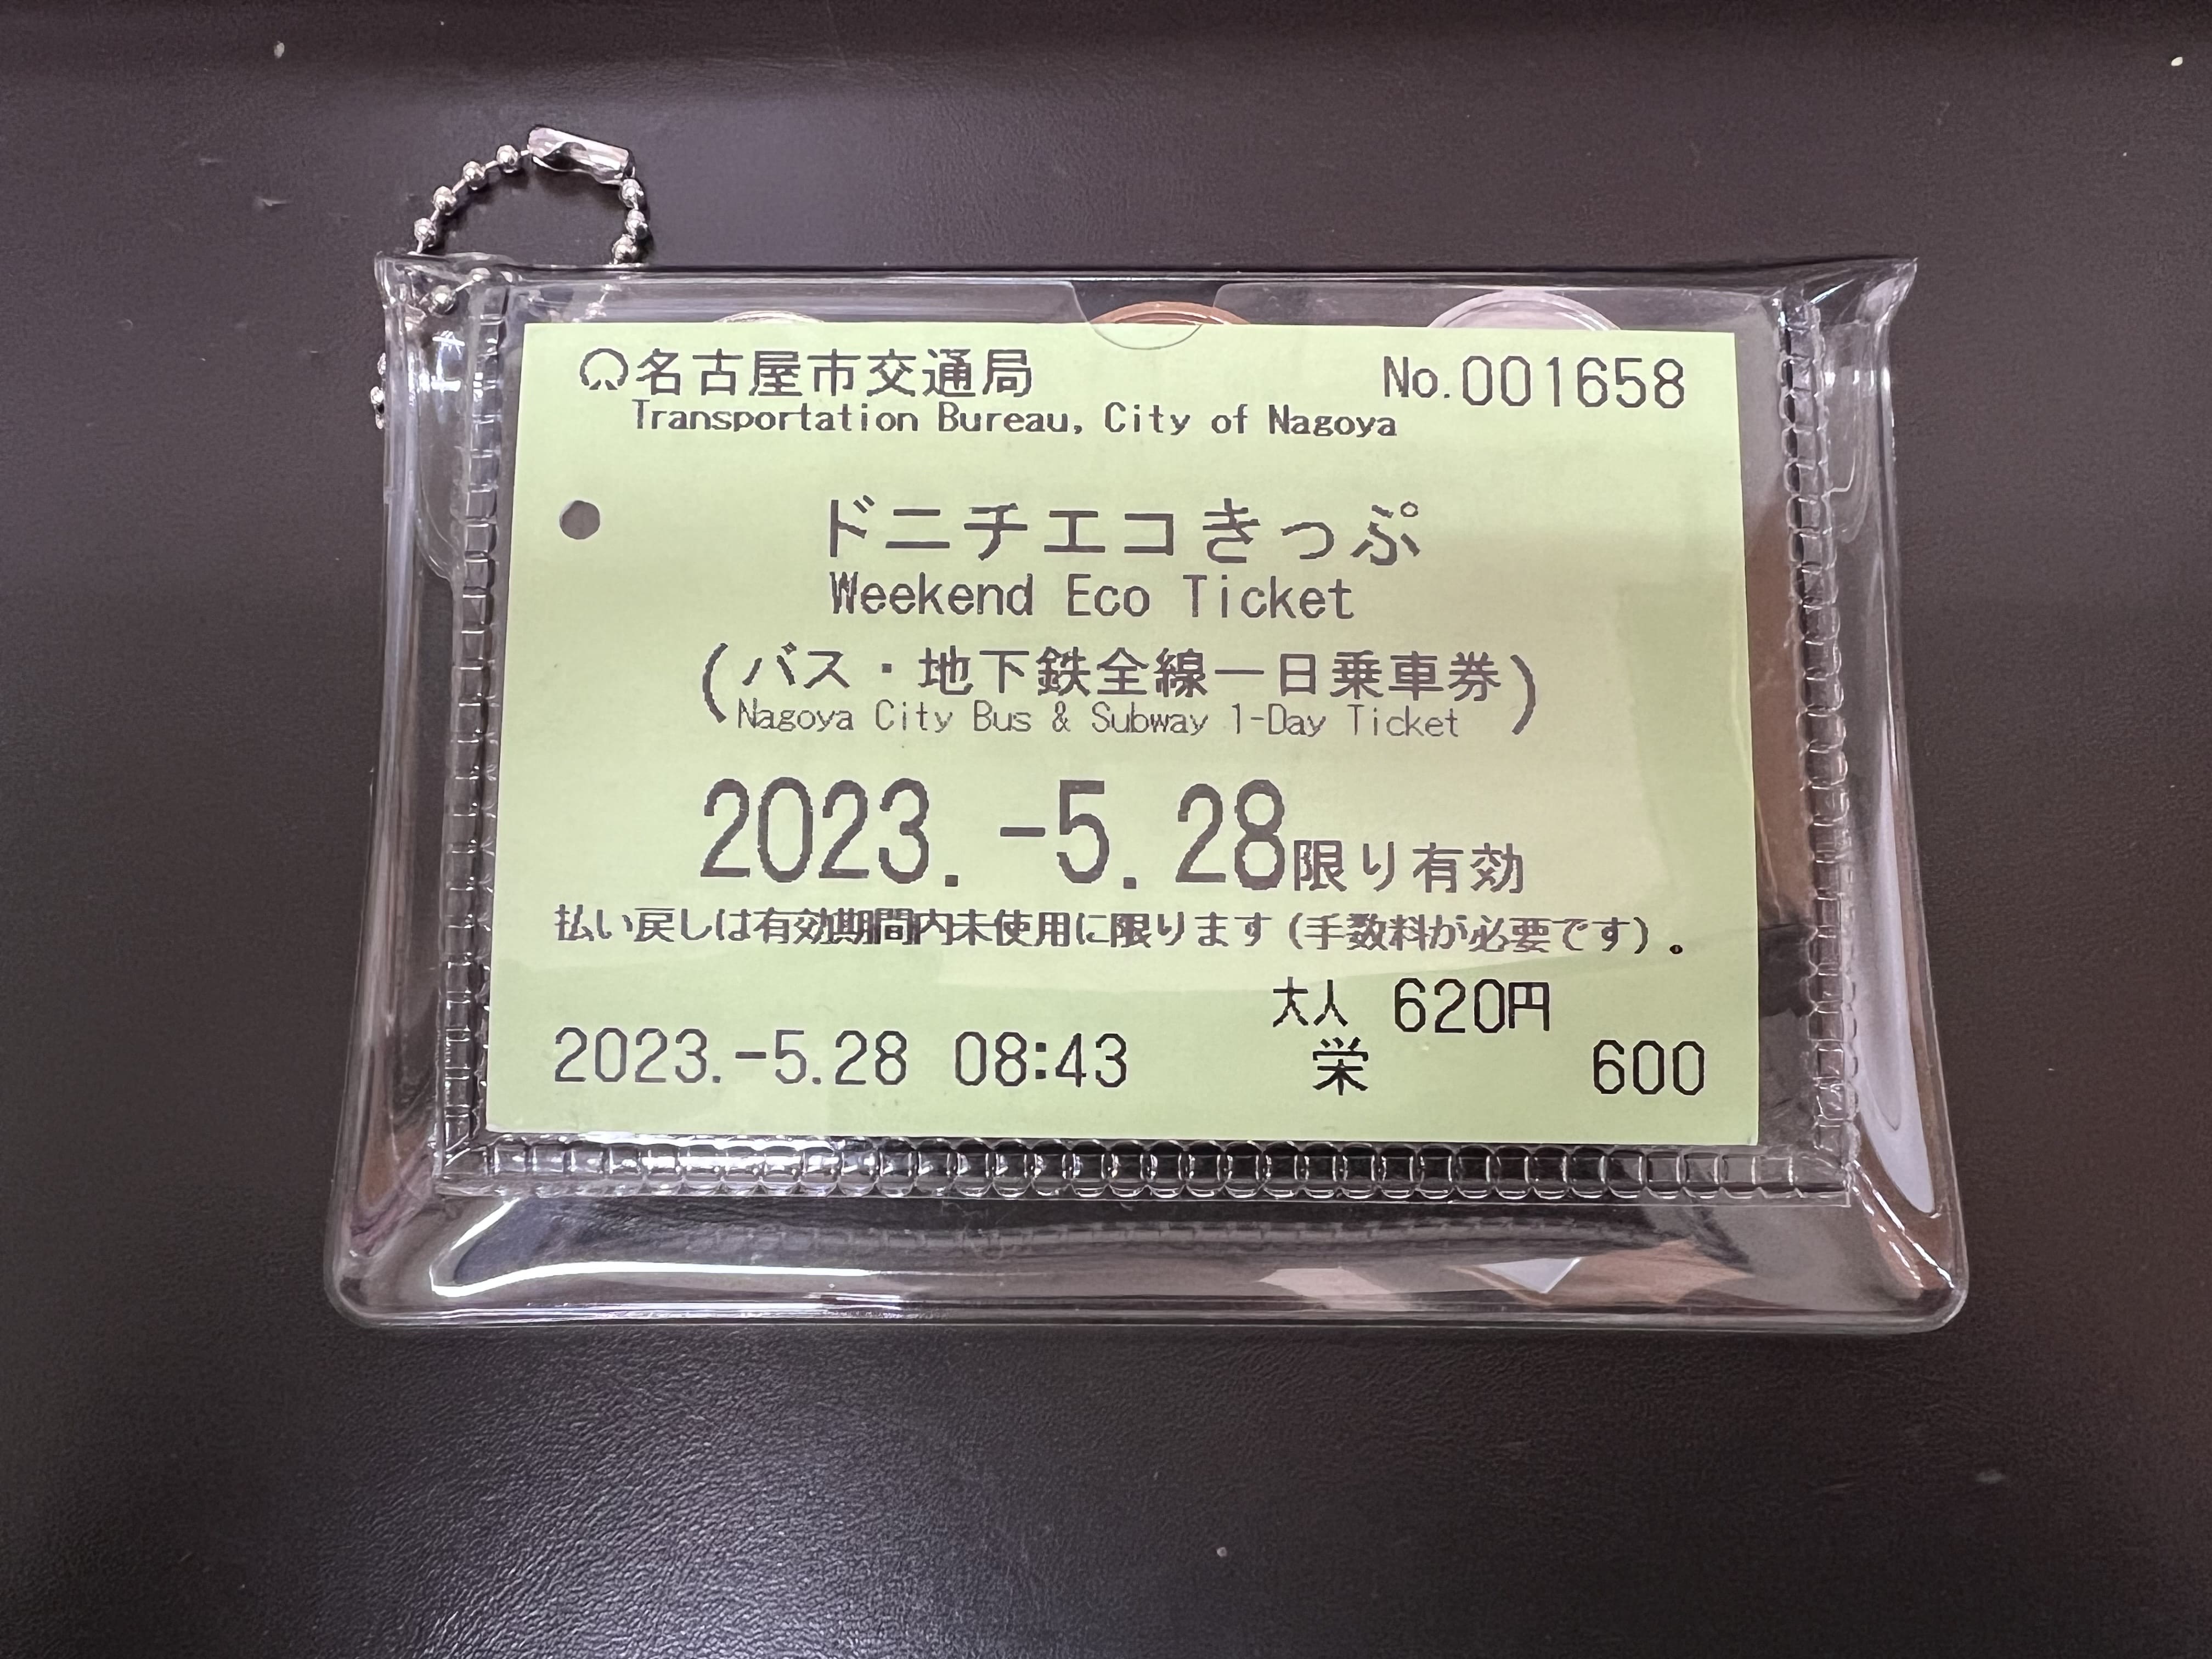 名古屋市交通局 No.001658
Transportation Bureau, City of Nagoya
ドニチエコきっぷ
Weekend Eco Ticket
(バス・地下鉄全線一日乗車券)
Nagoya City Bus & Subway 1-Day Ticket
2023.-5.28限り有効
払い戻しは有効期間内未使用に限ります(手数料が必要です)。
大人 620円
2023.-5.28 08:43 栄 600